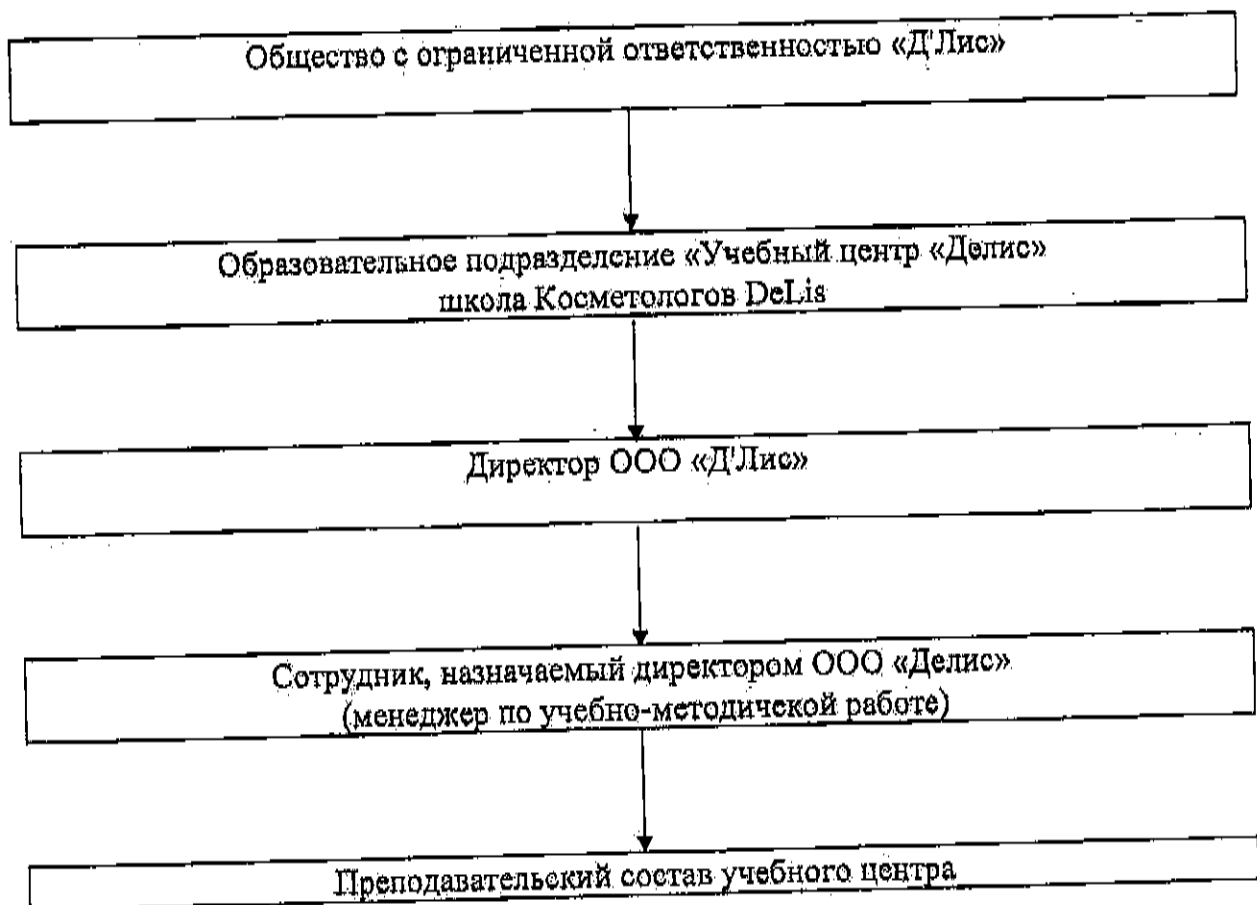 Общество с ограниченной ответственностью «Д'Лис»
Образовательное подразделение «Учебный центр «Делис»
школа Косметологов DeLis
Директор ООО «Д'Лис»
Сотрудник, назначаемый директором ООО «Делис»
(менеджер по учебно-методичекой работе)
Преподавательский состав учебного центра